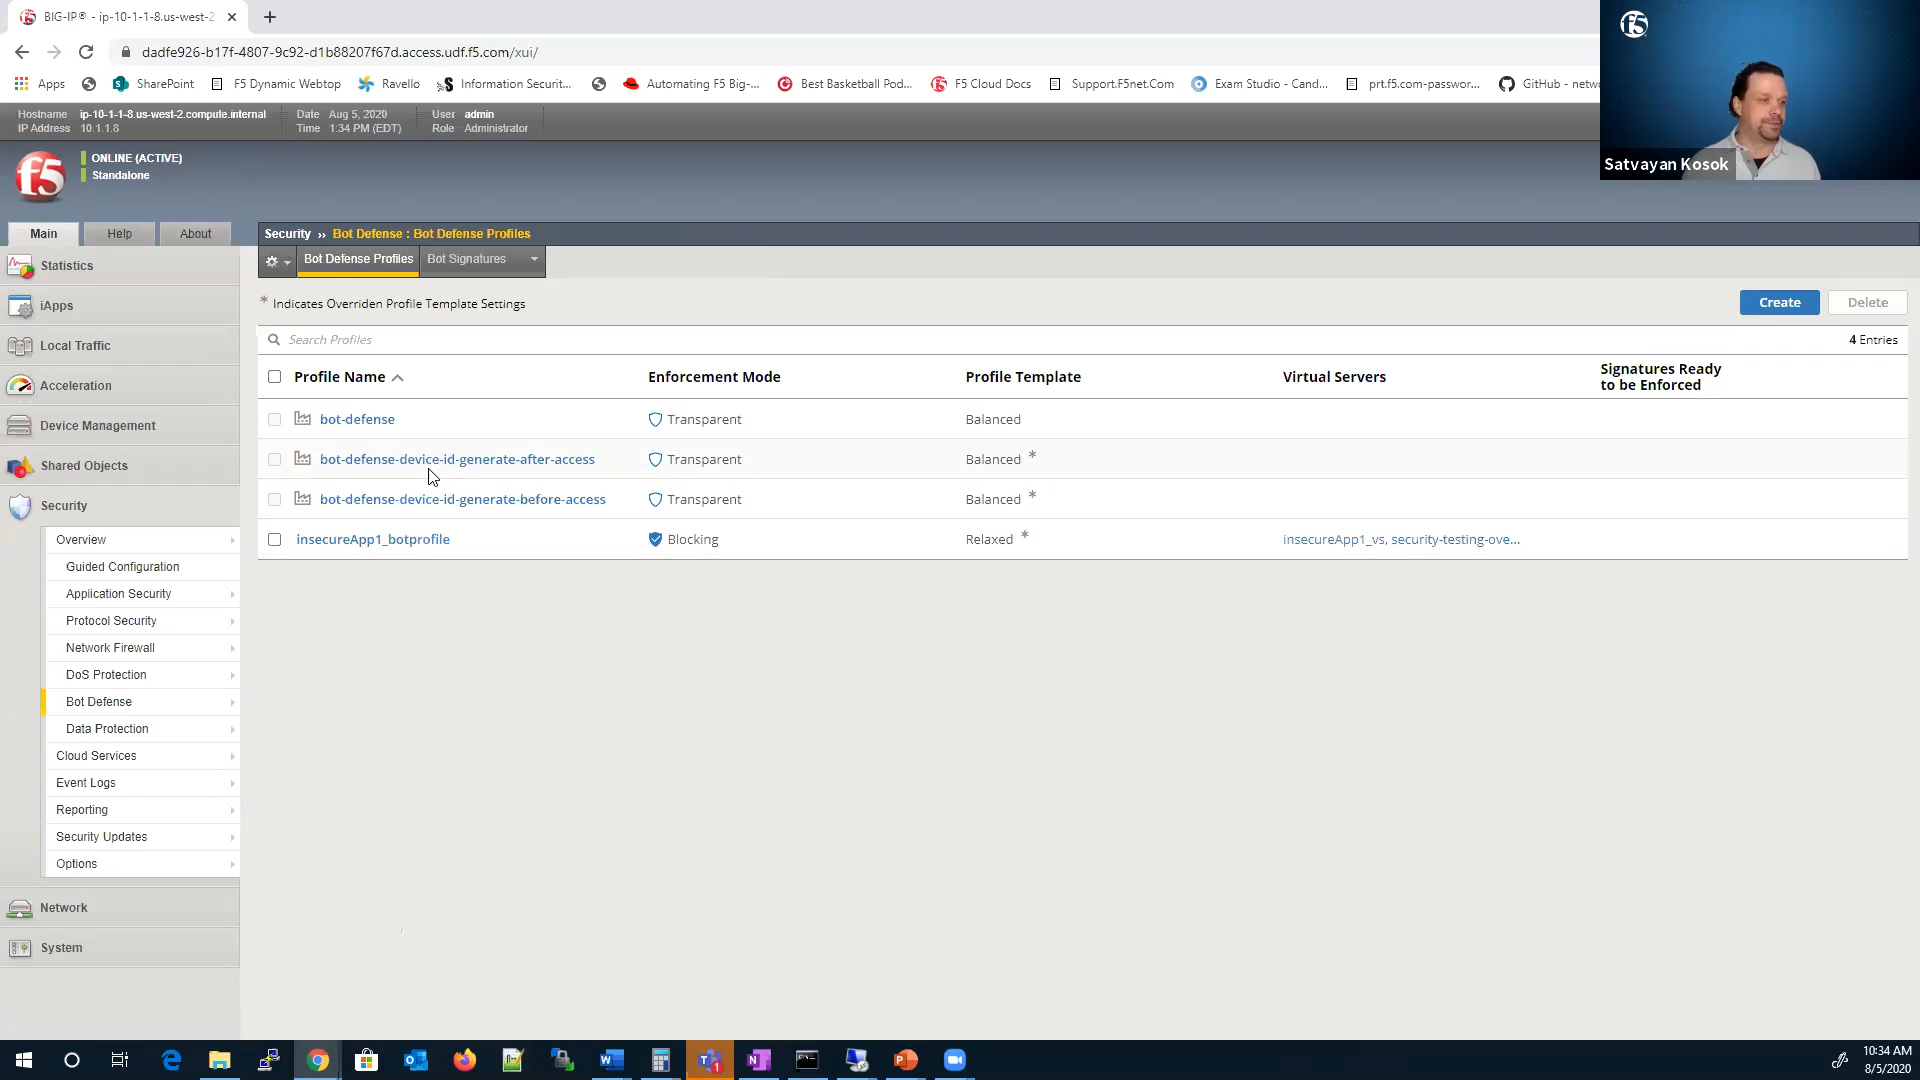 BIG-IP® - ip-10-1-1-8.us-west-2
dadfe926-b17f-4807-9c92-d1b88207f67d.access.udf.f5.com/xui/
Apps SharePoint F5 Dynamic Webtop Ravello Information Securit... Automating F5 Big-... Best Basketball Pod... F5 Cloud Docs Support.F5net.Com Exam Studio - Cand... prt.f5.com-passwor... GitHub - netw
f5
Satvayan Kosok
Hostname ip-10-1-1-8.us-west-2.compute.internal Date Aug 5, 2020 User admin
IP Address 10.1.1.8 Time 1:34 PM (EDT) Role Administrator
f5
ONLINE (ACTIVE)
Standalone
Main Help About
Security ›› Bot Defense : Bot Defense Profiles
Bot Defense Profiles Bot Signatures
* Indicates Overriden Profile Template Settings
Create Delete
Search Profiles 4 Entries
Profile Name Enforcement Mode Profile Template Virtual Servers Signatures Ready
to be Enforced
bot-defense Transparent Balanced
bot-defense-device-id-generate-after-access Transparent Balanced *
bot-defense-device-id-generate-before-access Transparent Balanced *
insecureApp1_botprofile Blocking Relaxed * insecureApp1_vs, security-testing-ove...
Statistics
iApps
Local Traffic
Acceleration
Device Management
Shared Objects
Security
Overview
Guided Configuration
Application Security
Protocol Security
Network Firewall
DoS Protection
Bot Defense
Data Protection
Cloud Services
Event Logs
Reporting
Security Updates
Options
Network
System
10:34 AM
8/5/2020